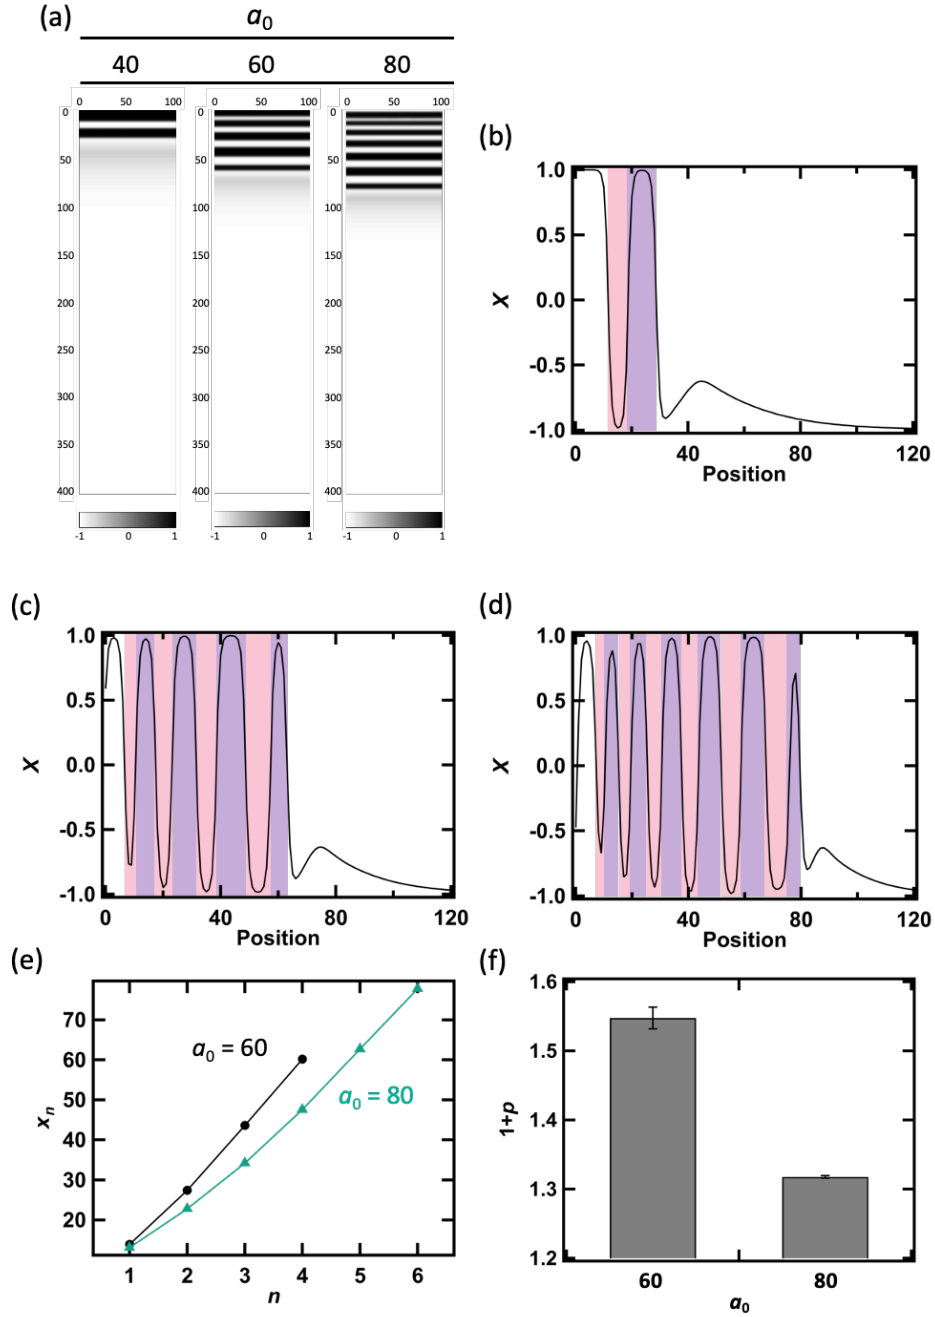 (a)
a₀
40 60 80
0 50 100 0 50 100 0 50 100
0 0 0
50 50 50
100 100 100
150 150 150
200 200 200
250 250 250
300 300 300
350 350 350
400 400 400
-1 0 1 -1 0 1 -1 0 1
(b)
X
1.0
0.5
0.0
-0.5
-1.0
0 40 80 120
Position
(c)
X
1.0
0.5
0.0
-0.5
-1.0
0 40 80 120
Position
(d)
X
1.0
0.5
0.0
-0.5
-1.0
0 40 80 120
Position
(e)
xₙ
70
60
50
40
30
20
a₀ = 60
a₀ = 80
1 2 3 4 5 6
n
(f)
1+p
1.6
1.5
1.4
1.3
1.2
60 80
a₀